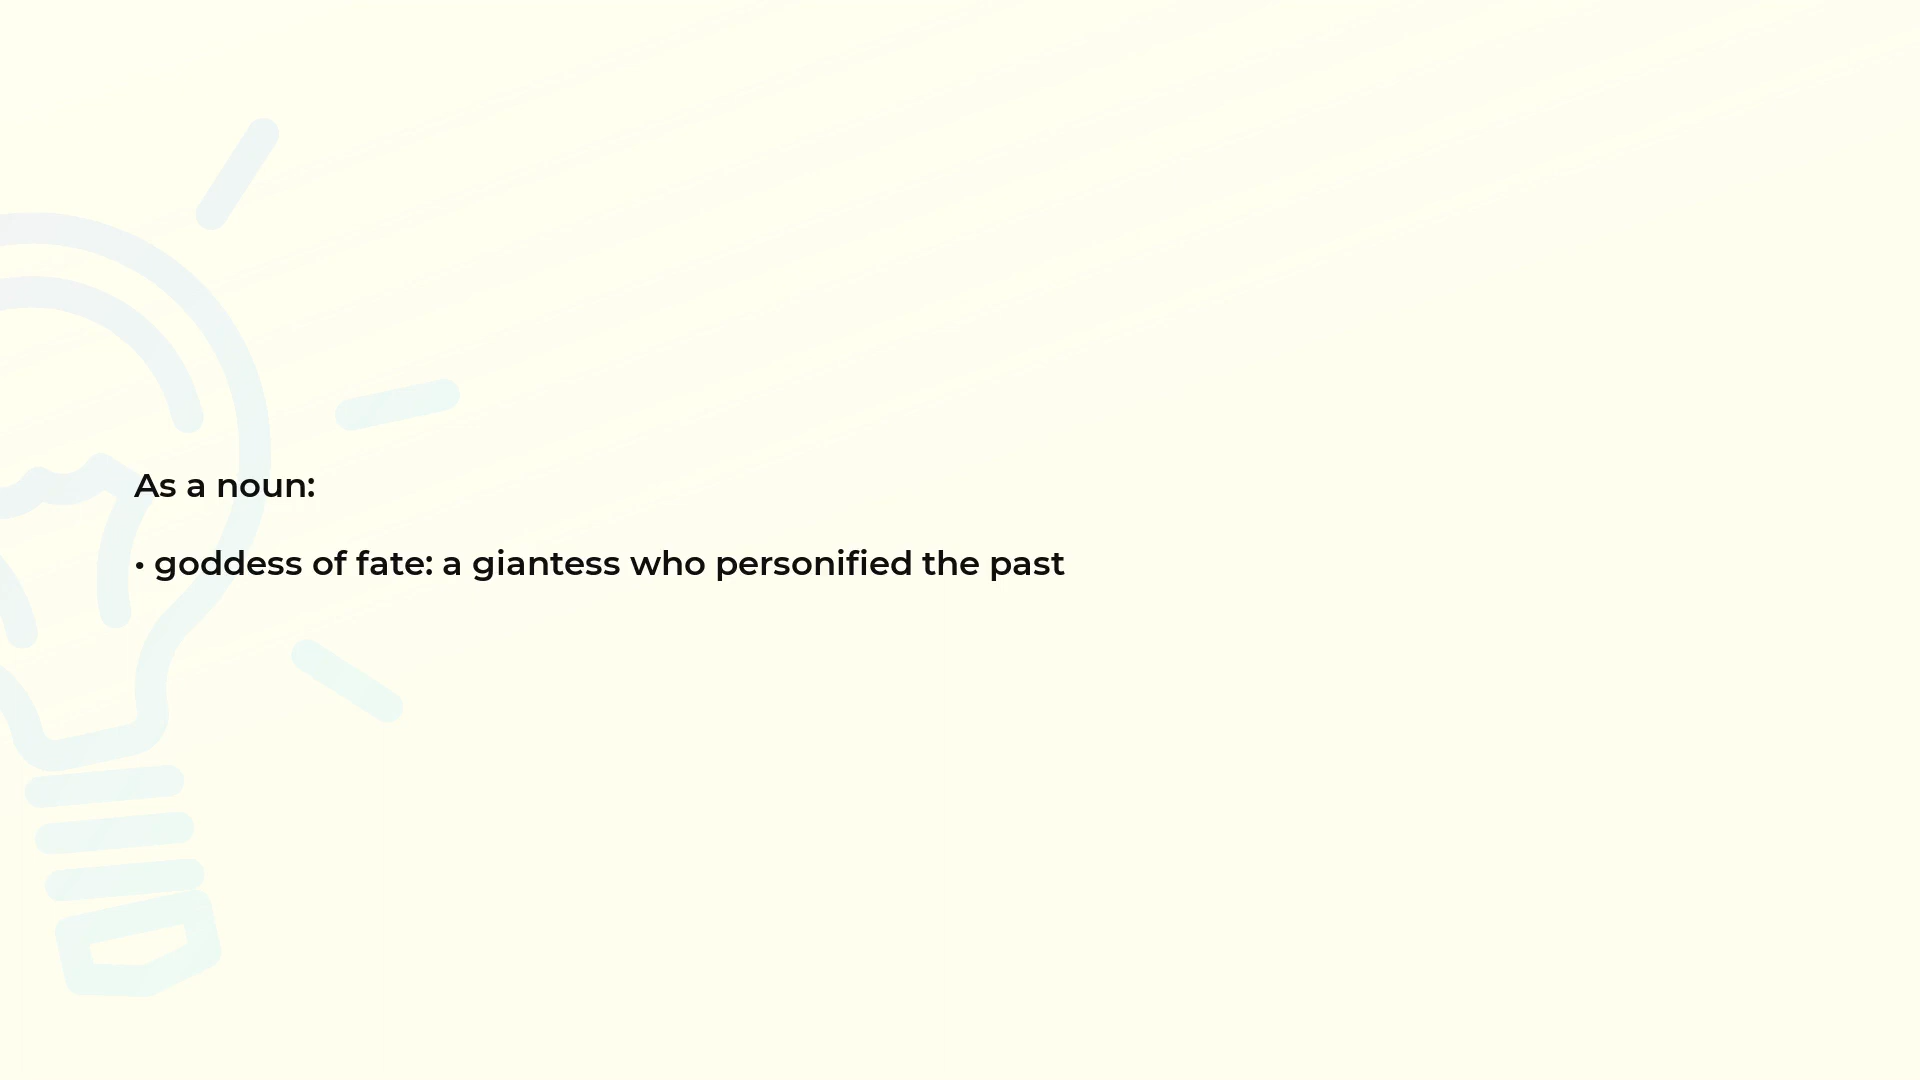 As a noun:
• goddess of fate: a giantess who personified the past